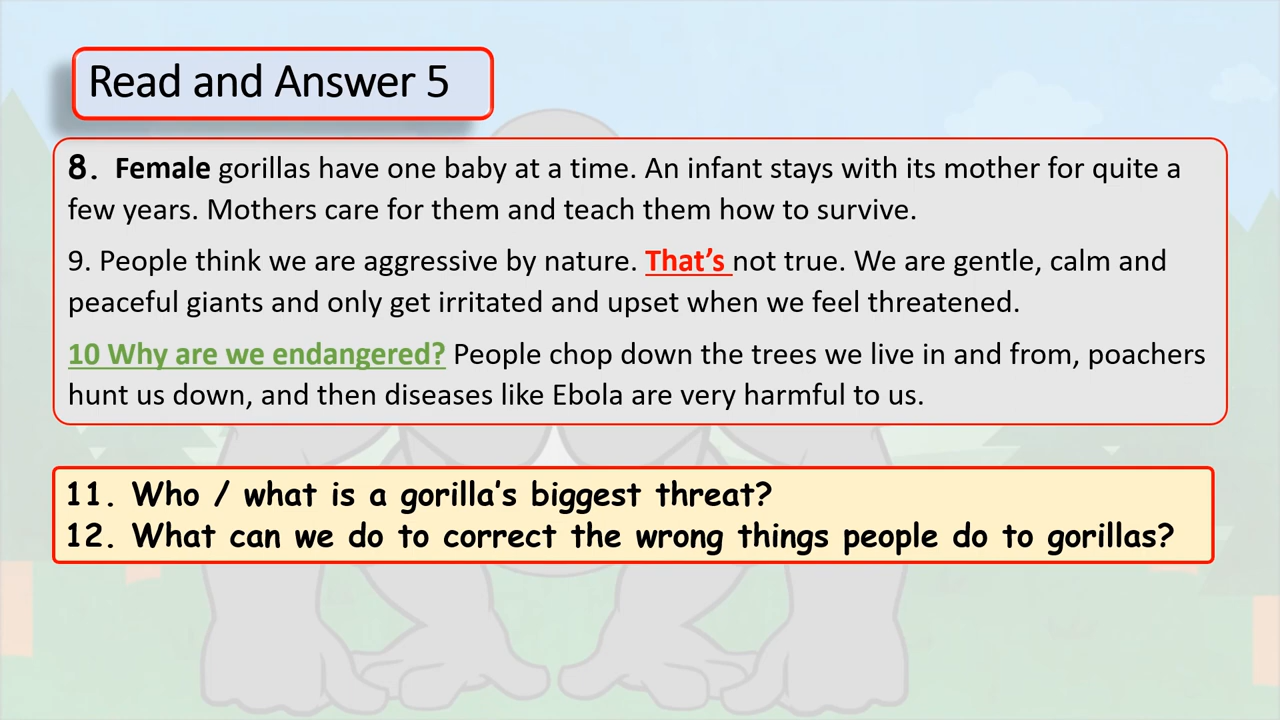 Read and Answer 5
8. Female gorillas have one baby at a time. An infant stays with its mother for quite a
few years. Mothers care for them and teach them how to survive.
9. People think we are aggressive by nature. That’s not true. We are gentle, calm and
peaceful giants and only get irritated and upset when we feel threatened.
10 Why are we endangered? People chop down the trees we live in and from, poachers
hunt us down, and then diseases like Ebola are very harmful to us.
11. Who / what is a gorilla’s biggest threat?
12. What can we do to correct the wrong things people do to gorillas?